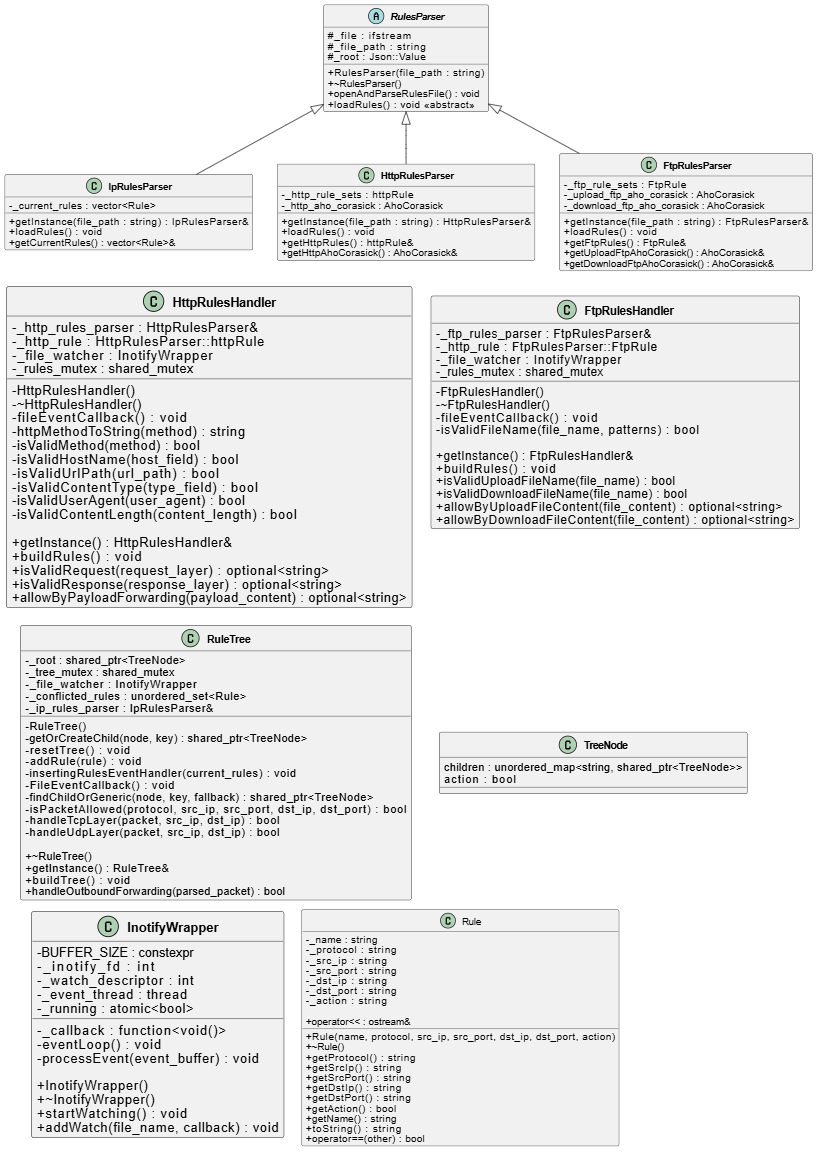 A RulesParser
#_file : ifstream
#_file_path : string
#_root : Json::Value
+RulesParser(file_path : string)
+~RulesParser()
+openAndParseRulesFile() : void
+loadRules() : void «abstract»
C IpRulesParser
-_current_rules : vector<Rule>
+getInstance(file_path : string) : IpRulesParser&
+loadRules() : void
+getCurrentRules() : vector<Rule>&
C HttpRulesParser
-_http_rule_sets : httpRule
-_http_aho_corasick : AhoCorasick
+getInstance(file_path : string) : HttpRulesParser&
+loadRules() : void
+getHttpRules() : httpRule&
+getHttpAhoCorasick() : AhoCorasick&
C FtpRulesParser
-_ftp_rule_sets : FtpRule
-_upload_ftp_aho_corasick : AhoCorasick
-_download_ftp_aho_corasick : AhoCorasick
+getInstance(file_path : string) : FtpRulesParser&
+loadRules() : void
+getFtpRules() : FtpRule&
+getUploadFtpAhoCorasick() : AhoCorasick&
+getDownloadFtpAhoCorasick() : AhoCorasick&
C HttpRulesHandler
-_http_rules_parser : HttpRulesParser&
-_http_rule : HttpRulesParser::httpRule
-_file_watcher : InotifyWrapper
-_rules_mutex : shared_mutex
-HttpRulesHandler()
-~HttpRulesHandler()
-fileEventCallback() : void
-httpMethodToString(method) : string
-isValidMethod(method) : bool
-isValidHostName(host_field) : bool
-isValidUrlPath(url_path) : bool
-isValidContentType(type_field) : bool
-isValidUserAgent(user_agent) : bool
-isValidContentLength(content_length) : bool
+getInstance() : HttpRulesHandler&
+buildRules() : void
+isValidRequest(request_layer) : optional<string>
+isValidResponse(response_layer) : optional<string>
+allowByPayloadForwarding(payload_content) : optional<string>
C FtpRulesHandler
-_ftp_rules_parser : FtpRulesParser&
-_http_rule : FtpRulesParser::FtpRule
-_file_watcher : InotifyWrapper
-_rules_mutex : shared_mutex
-FtpRulesHandler()
-~FtpRulesHandler()
-fileEventCallback() : void
-isValidFileName(file_name, patterns) : bool
+getInstance() : FtpRulesHandler&
+buildRules() : void
+isValidUploadFileName(file_name) : bool
+isValidDownloadFileName(file_name) : bool
+allowByUploadFileContent(file_content) : optional<string>
+allowByDownloadFileContent(file_content) : optional<string>
C RuleTree
-_root : shared_ptr<TreeNode>
-_tree_mutex : shared_mutex
-_file_watcher : InotifyWrapper
-_conflicted_rules : unordered_set<Rule>
-_ip_rules_parser : IpRulesParser&
-RuleTree()
-getOrCreateChild(node, key) : shared_ptr<TreeNode>
-resetTree() : void
-addRule(rule) : void
-insertingRulesEventHandler(current_rules) : void
-FileEventCallback() : void
-findChildOrGeneric(node, key, fallback) : shared_ptr<TreeNode>
-isPacketAllowed(protocol, src_ip, src_port, dst_ip, dst_port) : bool
-handleTcpLayer(packet, src_ip, dst_ip) : bool
-handleUdpLayer(packet, src_ip, dst_ip) : bool
+~RuleTree()
+getInstance() : RuleTree&
+buildTree() : void
+handleOutboundForwarding(parsed_packet) : bool
C TreeNode
children : unordered_map<string, shared_ptr<TreeNode>>
action : bool
C InotifyWrapper
-BUFFER_SIZE : constexpr
-_inotify_fd : int
-_watch_descriptor : int
-_event_thread : thread
-_running : atomic<bool>
-_callback : function<void()>
-eventLoop() : void
-processEvent(event_buffer) : void
+InotifyWrapper()
+~InotifyWrapper()
+startWatching() : void
+addWatch(file_name, callback) : void
C Rule
-_name : string
-_protocol : string
-_src_ip : string
-_src_port : string
-_dst_ip : string
-_dst_port : string
-_action : string
+operator<< : ostream&
+Rule(name, protocol, src_ip, src_port, dst_ip, dst_port, action)
+~Rule()
+getProtocol() : string
+getSrcIp() : string
+getSrcPort() : string
+getDstIp() : string
+getDstPort() : string
+getAction() : bool
+getName() : string
+toString() : string
+operator==(other) : bool